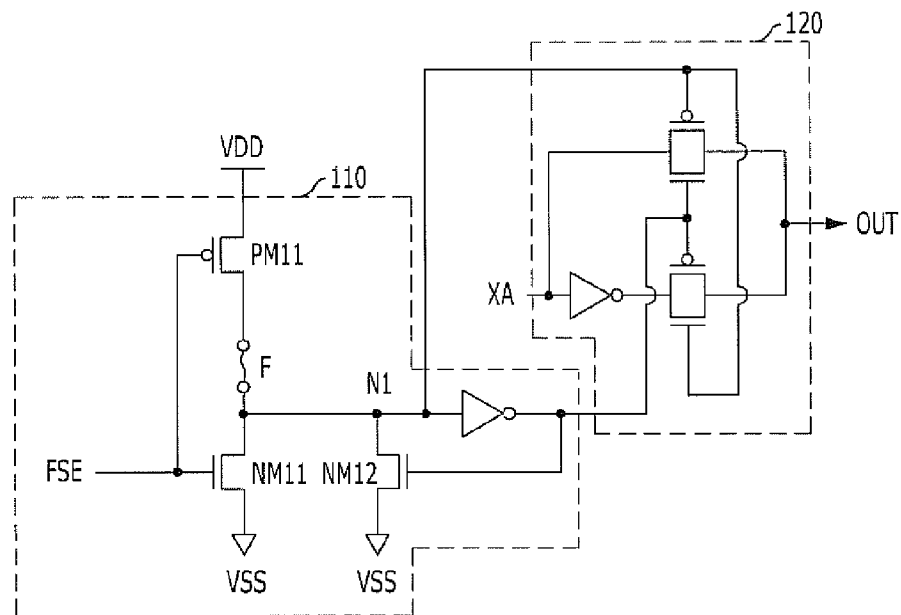 120
VDD
110
PM11
OUT
XA
F
N1
FSE
NM11
NM12
VSS
VSS